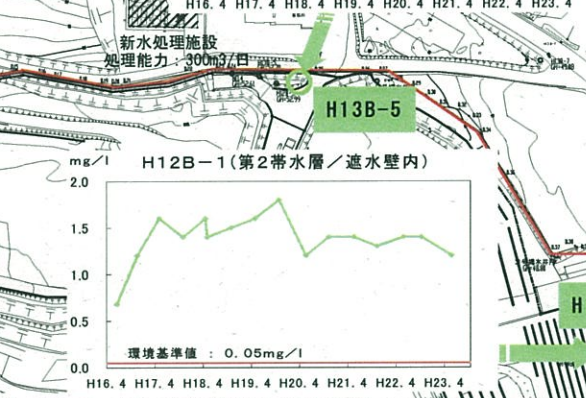 H16. 4 H17. 4 H18. 4 H19. 4 H20. 4 H21. 4 H22. 4 H23. 4
新水処理施設
処理能力：300m3/日
H13B-5
mg/l
H12B-1(第2帯水層/遮水壁内)
2.0
1.5
1.0
0.5
0.0
環境基準値 : 0.05mg/l
H16. 4 H17. 4 H18. 4 H19. 4 H20. 4 H21. 4 H22. 4 H23. 4
H